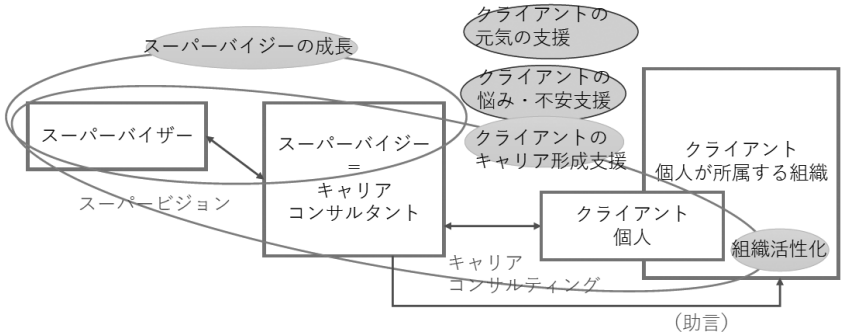 スーパーバイジーの成長
クライアントの
元気の支援
クライアントの
悩み・不安支援
クライアントの
キャリア形成支援
スーパーバイザー
スーパーバイジー
＝
キャリア
コンサルタント
スーパービジョン
クライアント
個人が所属する組織
クライアント
個人
組織活性化
キャリア
コンサルティング
（助言）